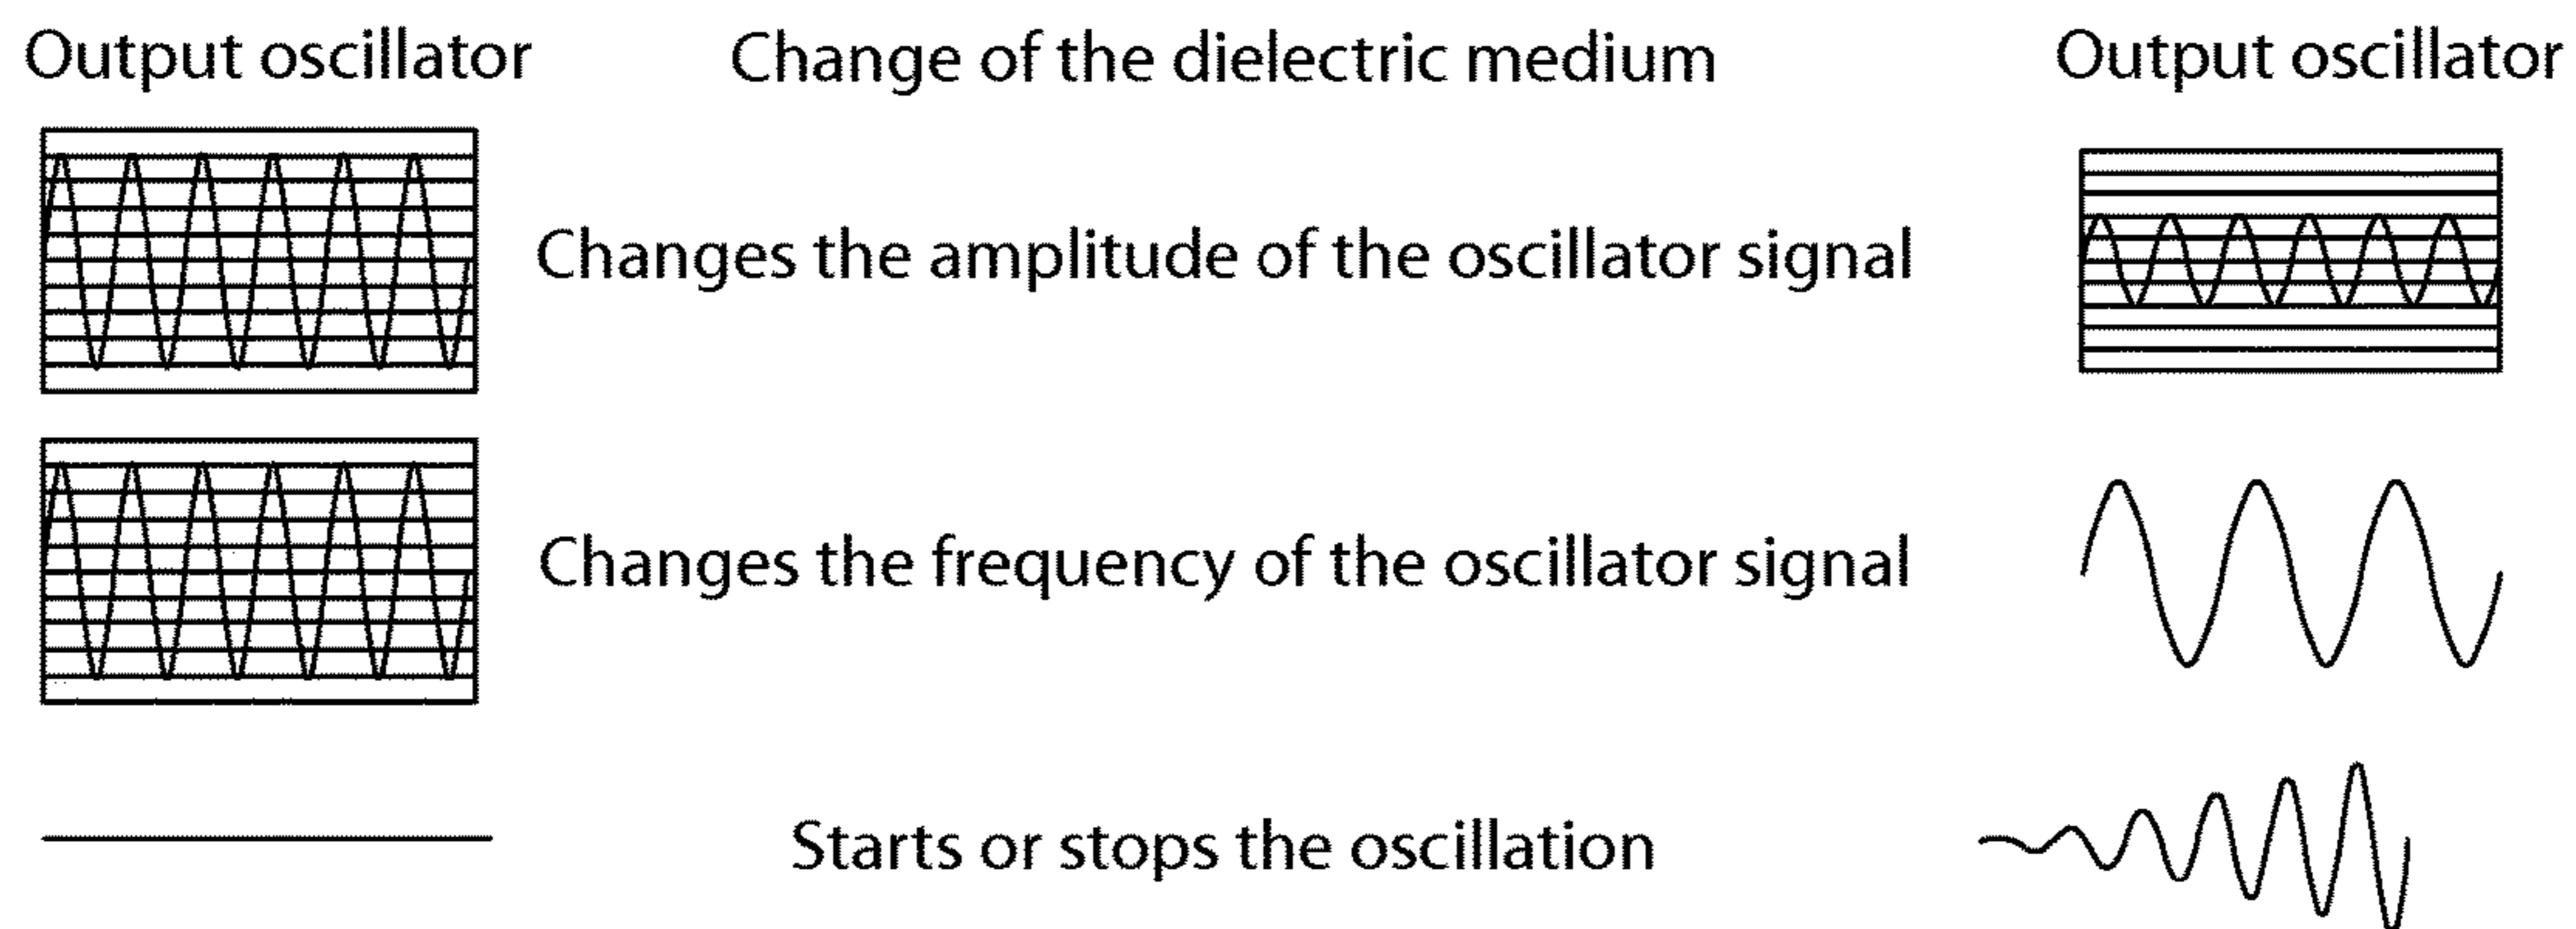 Output oscillator
Change of the dielectric medium
Output oscillator
Changes the amplitude of the oscillator signal
Changes the frequency of the oscillator signal
Starts or stops the oscillation